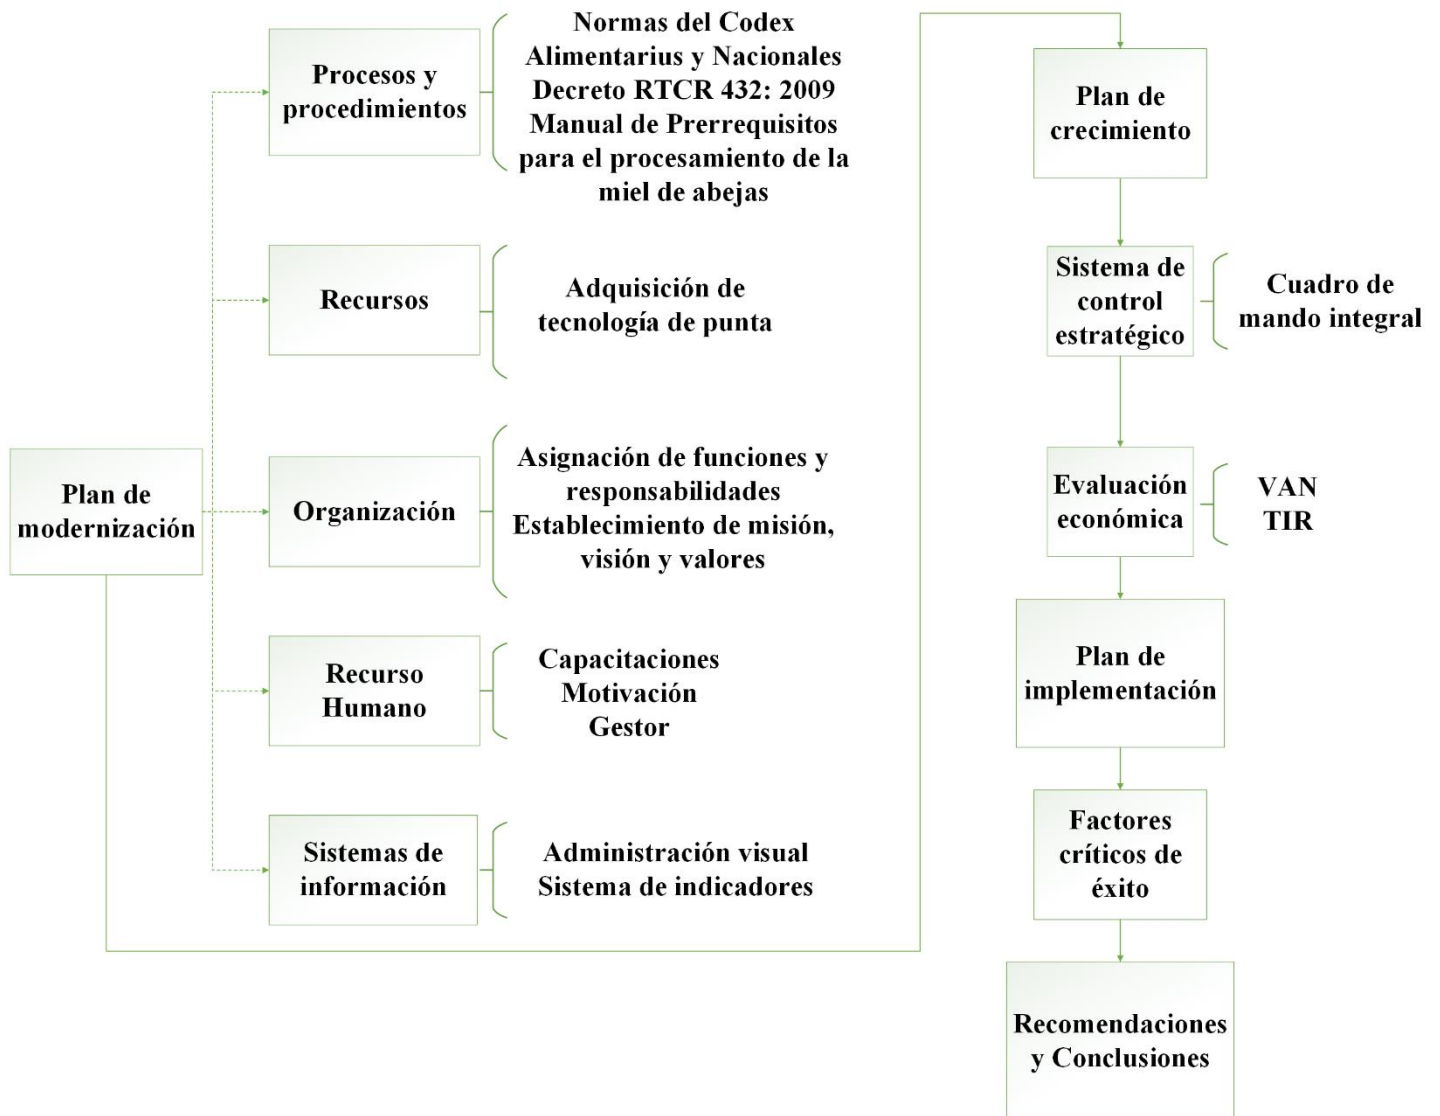 Plan de
modernización
Procesos y
procedimientos
Normas del Codex
Alimentarius y Nacionales
Decreto RTCR 432: 2009
Manual de Prerrequisitos
para el procesamiento de la
miel de abejas
Recursos
Adquisición de
tecnología de punta
Organización
Asignación de funciones y
responsabilidades
Establecimiento de misión,
visión y valores
Recurso
Humano
Capacitaciones
Motivación
Gestor
Sistemas de
información
Administración visual
Sistema de indicadores
Plan de
crecimiento
Sistema de
control
estratégico
Cuadro de
mando integral
Evaluación
económica
VAN
TIR
Plan de
implementación
Factores
críticos de
éxito
Recomendaciones
y Conclusiones